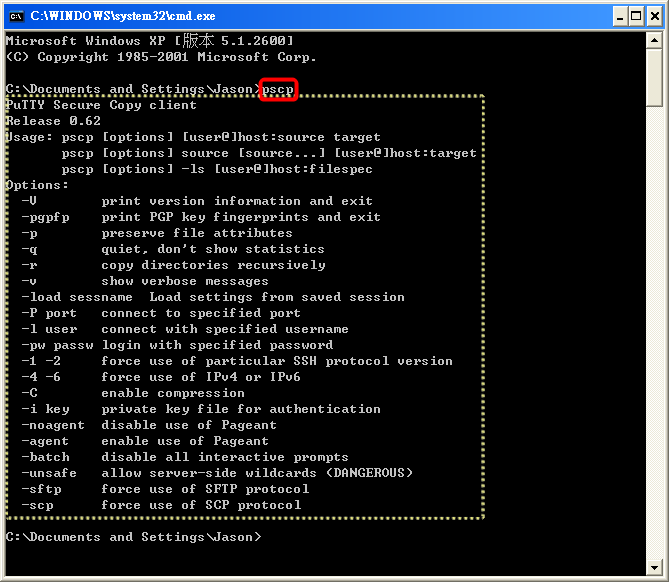 C:\WINDOWS\system32\cmd.exe
Microsoft Windows XP [版本 5.1.2600]
(C) Copyright 1985-2001 Microsoft Corp.
C:\Documents and Settings\Jason>pscp
PuTTY Secure Copy client
Release 0.62
Usage: pscp [options] [user@]host:source target
       pscp [options] source [source...] [user@]host:target
       pscp [options] -ls [user@]host:filespec
Options:
  -V        print version information and exit
  -pgpfp    print PGP key fingerprints and exit
  -p        preserve file attributes
  -q        quiet, don't show statistics
  -r        copy directories recursively
  -v        show verbose messages
  -load sessname  Load settings from saved session
  -P port   connect to specified port
  -l user   connect with specified username
  -pw passw login with specified password
  -1 -2     force use of particular SSH protocol version
  -4 -6     force use of IPv4 or IPv6
  -C        enable compression
  -i key    private key file for authentication
  -noagent  disable use of Pageant
  -agent    enable use of Pageant
  -batch    disable all interactive prompts
  -unsafe   allow server-side wildcards (DANGEROUS)
  -sftp     force use of SFTP protocol
  -scp      force use of SCP protocol
C:\Documents and Settings\Jason>